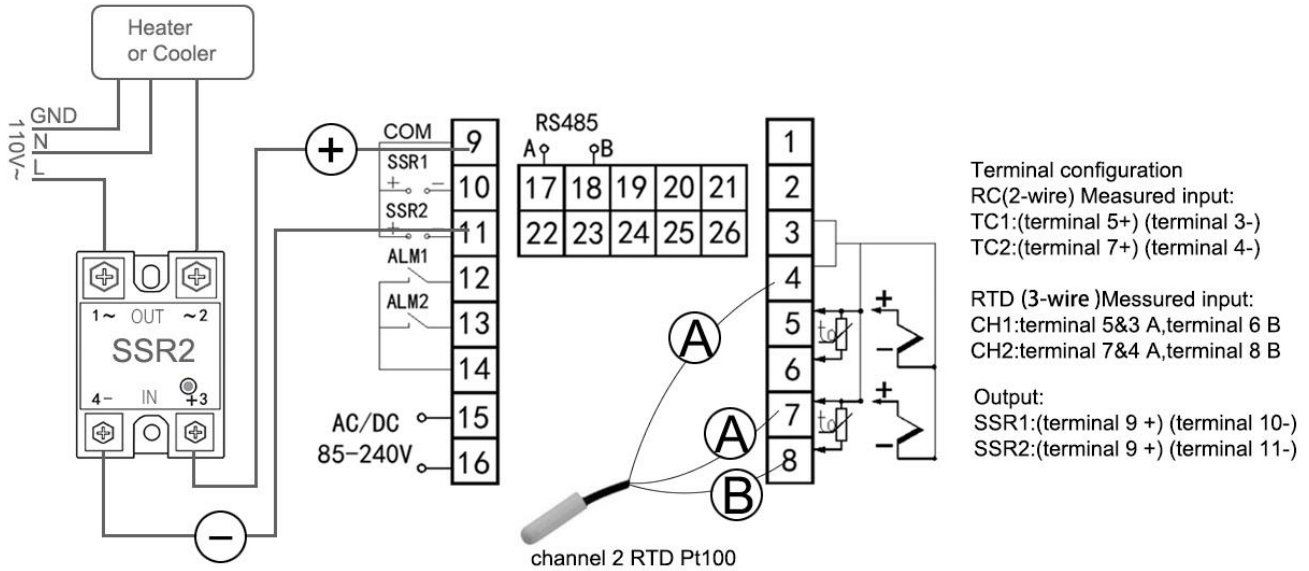 Heater
or Cooler
GND
N
L
110V~
1~ OUT ~2
SSR2
4- IN +3
+
-
COM
SSR1
+ -
SSR2
+ -
ALM1
ALM2
AC/DC
85-240V
9
10
11
12
13
14
15
16
RS485
A B
17 18 19 20 21
22 23 24 25 26
1
2
3
4
5
6
7
8
A
A
B
t°
+
-
t°
+
-
channel 2 RTD Pt100
Terminal configuration
RC(2-wire) Measured input:
TC1:(terminal 5+) (terminal 3-)
TC2:(terminal 7+) (terminal 4-)
RTD (3-wire )Messured input:
CH1:terminal 5&3 A,terminal 6 B
CH2:terminal 7&4 A,terminal 8 B
Output:
SSR1:(terminal 9 +) (terminal 10-)
SSR2:(terminal 9 +) (terminal 11-)